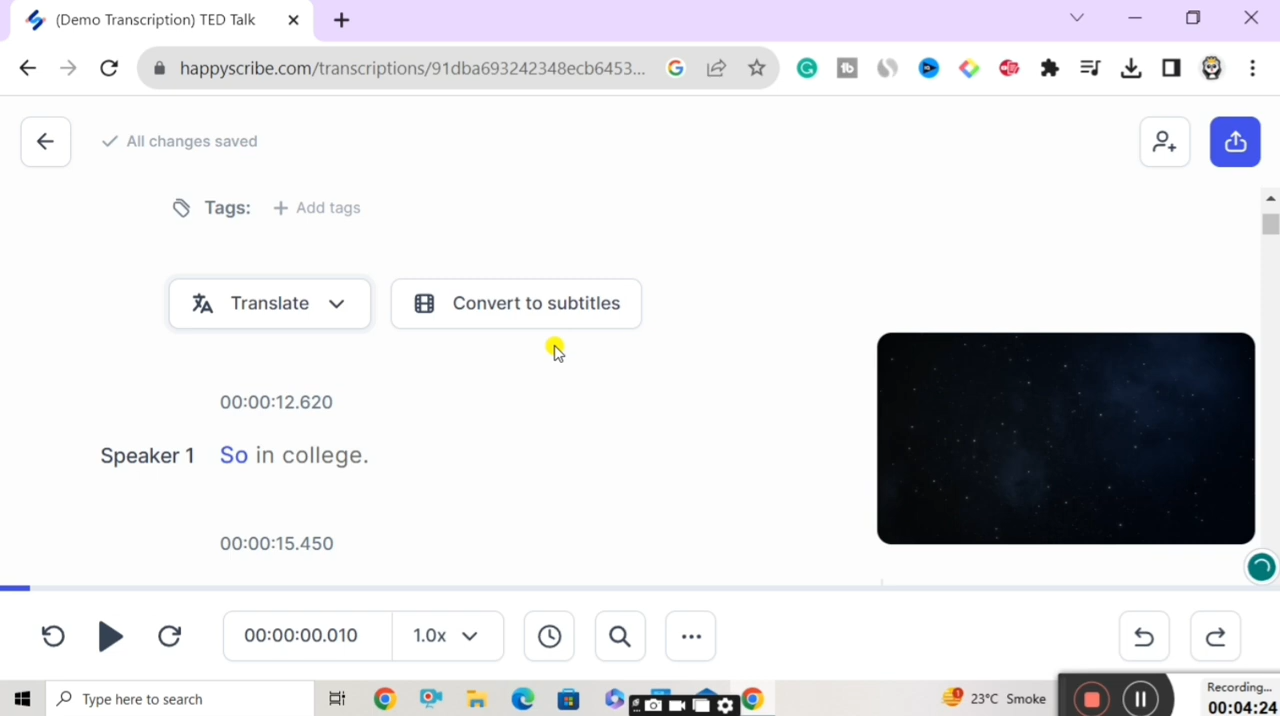 (Demo Transcription) TED Talk
happyscribe.com/transcriptions/91dba693242348ecb6453...
All changes saved
Tags: + Add tags
Translate
Convert to subtitles
00:00:12.620
Speaker 1 So in college.
00:00:15.450
00:00:00.010 1.0x
Type here to search
23°C Smoke
Recording...
00:04:24